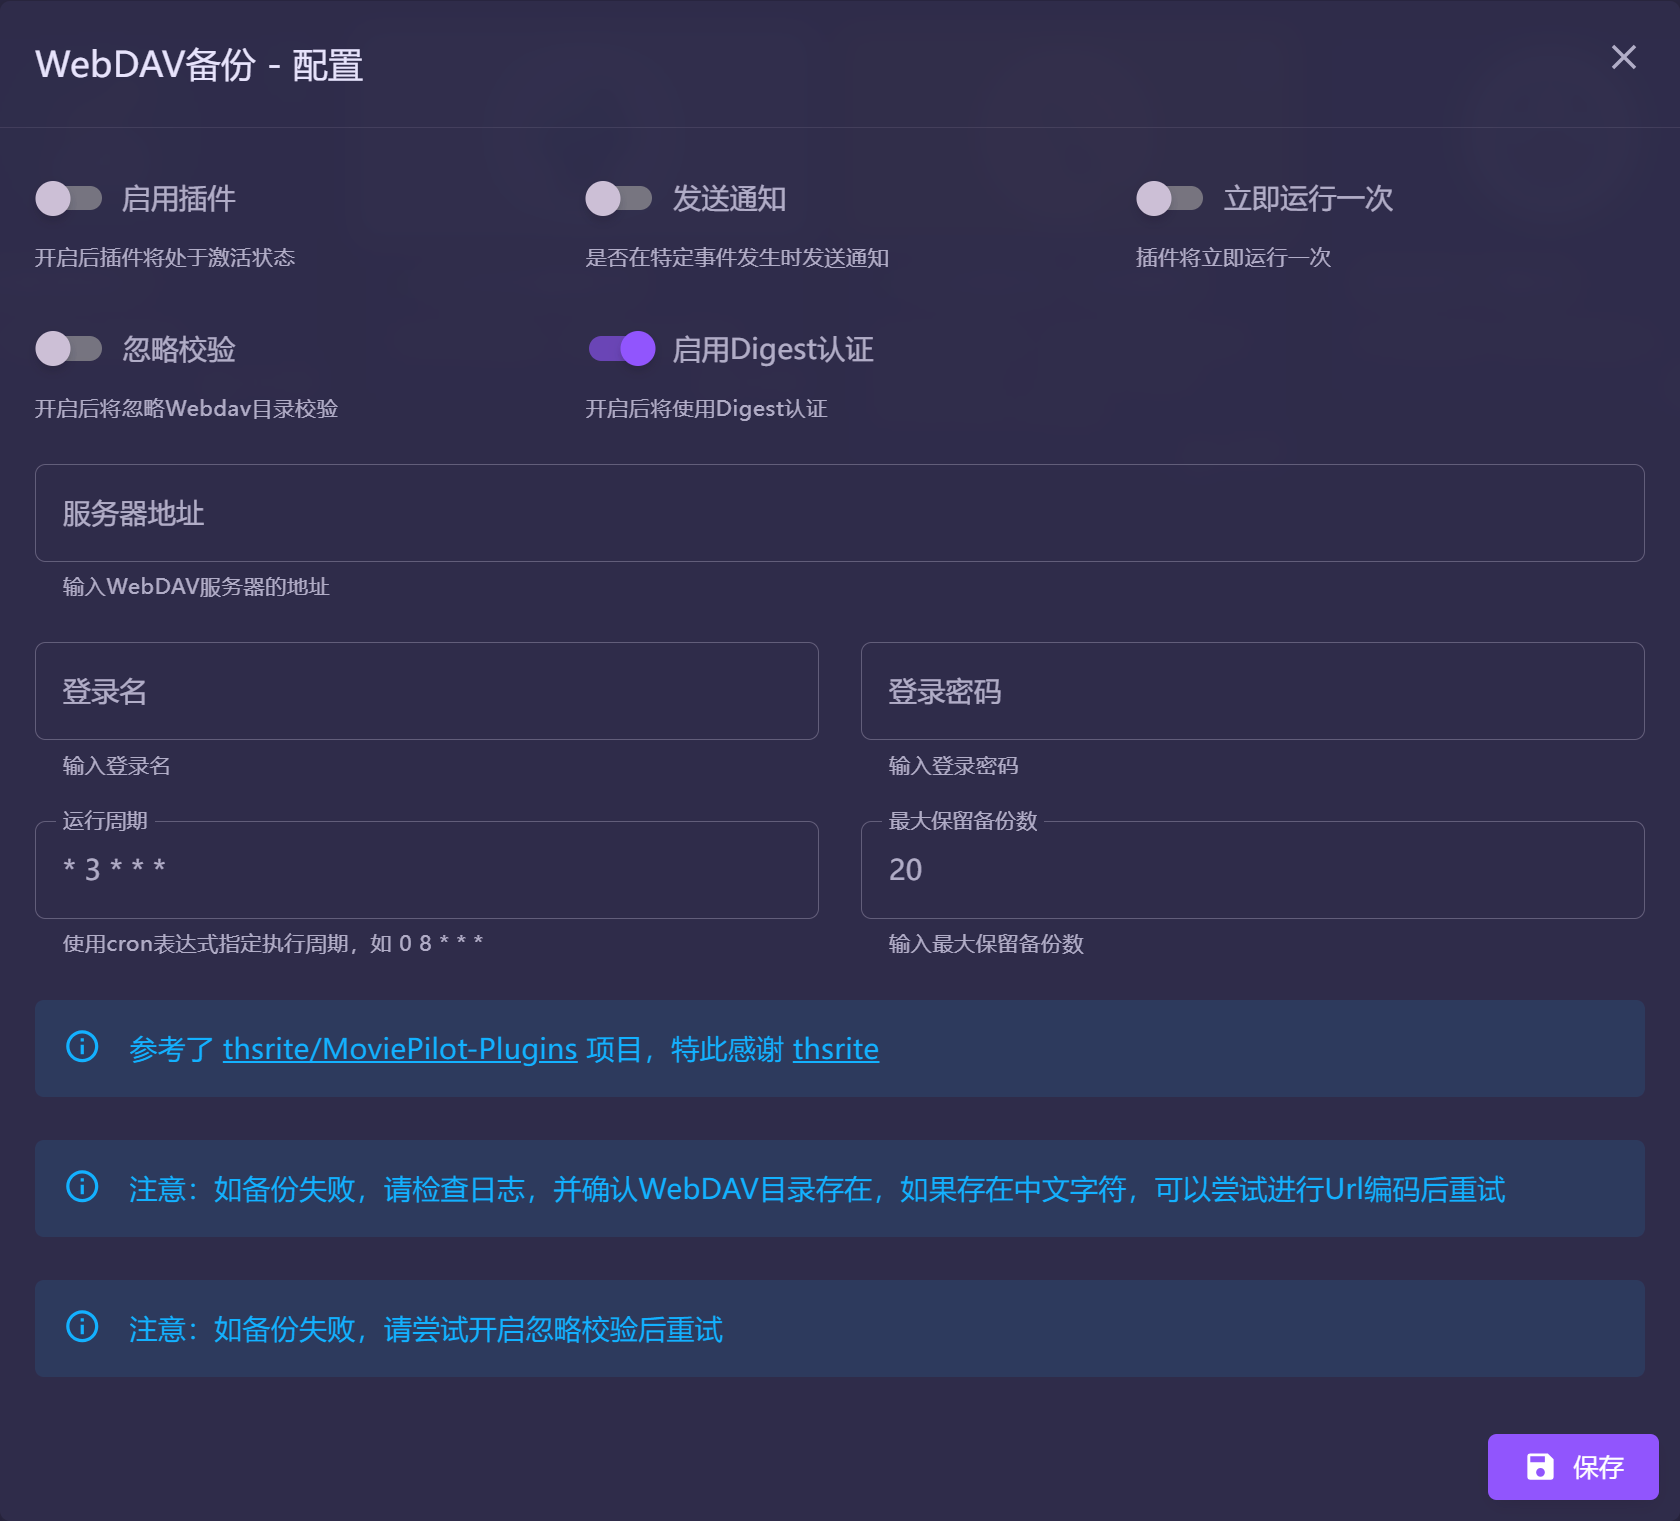 WebDAV备份 - 配置
启用插件
发送通知
立即运行一次
开启后插件将处于激活状态
是否在特定事件发生时发送通知
插件将立即运行一次
忽略校验
启用Digest认证
开启后将忽略Webdav目录校验
开启后将使用Digest认证
服务器地址
输入WebDAV服务器的地址
登录名
登录密码
输入登录名
输入登录密码
运行周期
最大保留备份数
* 3 * * *
20
使用cron表达式指定执行周期，如 0 8 * * *
输入最大保留备份数
参考了 thsrite/MoviePilot-Plugins 项目，特此感谢 thsrite
注意：如备份失败，请检查日志，并确认WebDAV目录存在，如果存在中文字符，可以尝试进行Url编码后重试
注意：如备份失败，请尝试开启忽略校验后重试
保存